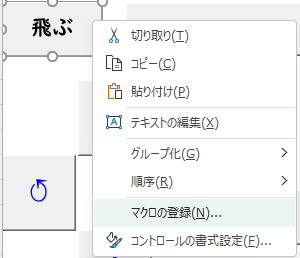 飛ぶ
切り取り(T)
コピー(C)
貼り付け(P)
テキストの編集(X)
グループ化(G)
順序(R)
マクロの登録(N)...
コントロールの書式設定(F)...